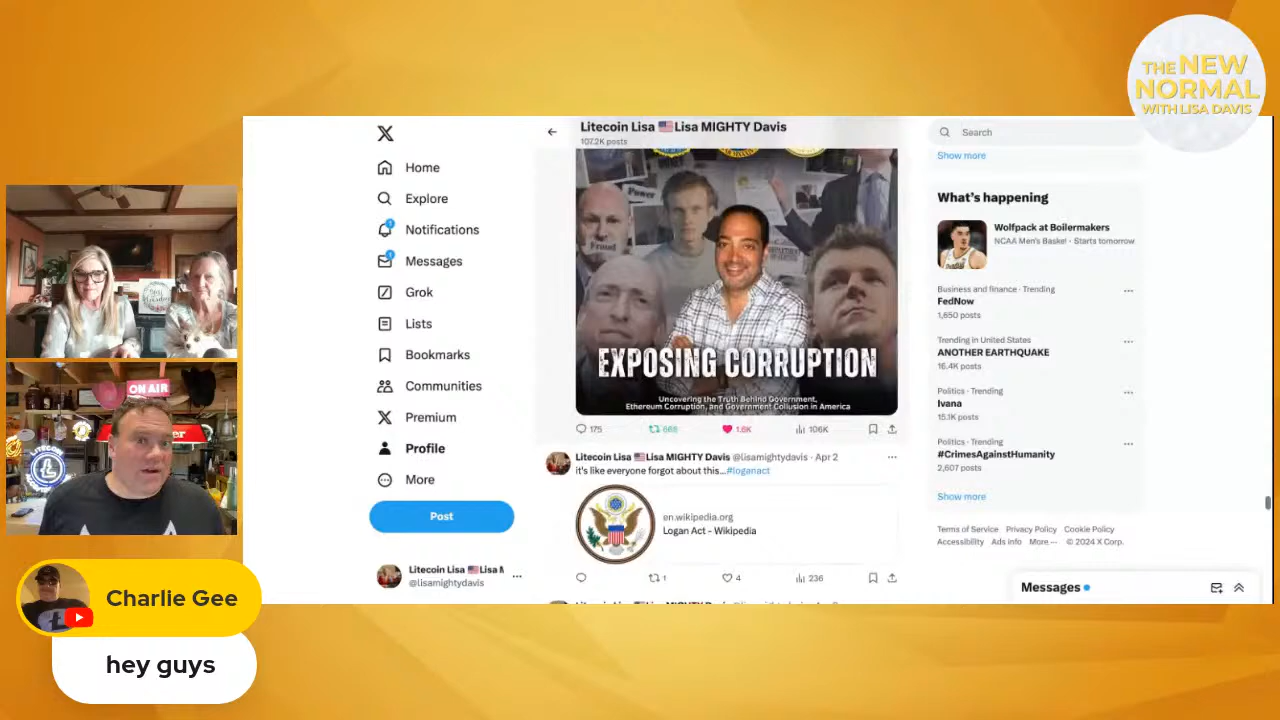 THE NEW
NORMAL
WITH LISA DAVIS
Litecoin Lisa 🇺🇸Lisa MIGHTY Davis
107.2K posts
Search
Show more
Home
Explore
Notifications
Messages
Grok
Lists
Bookmarks
Communities
Premium
Profile
More
Post
Litecoin Lisa 🇺🇸Lisa M
@lisamightydavis
Power
Fraud
EXPOSING CORRUPTION
Uncovering the Truth Behind Government,
Ethereum Corruption, and Government Collusion in America
175
668
1.6K
106K
Litecoin Lisa 🇺🇸Lisa MIGHTY Davis @lisamightydavis · Apr 2
it's like everyone forgot about this...#loganact
en.wikipedia.org
Logan Act - Wikipedia
1
4
236
What's happening
Wolfpack at Boilermakers
NCAA Men's Basket · Starts tomorrow
Business and finance · Trending
FedNow
1,650 posts
Trending in United States
ANOTHER EARTHQUAKE
16.4K posts
Politics · Trending
Ivana
15.1K posts
Politics · Trending
#CrimesAgainstHumanity
2,607 posts
Show more
Terms of Service Privacy Policy Cookie Policy
Accessibility Ads info More ··· © 2024 X Corp.
Messages
ON AIR
LITECOIN
Charlie Gee
hey guys